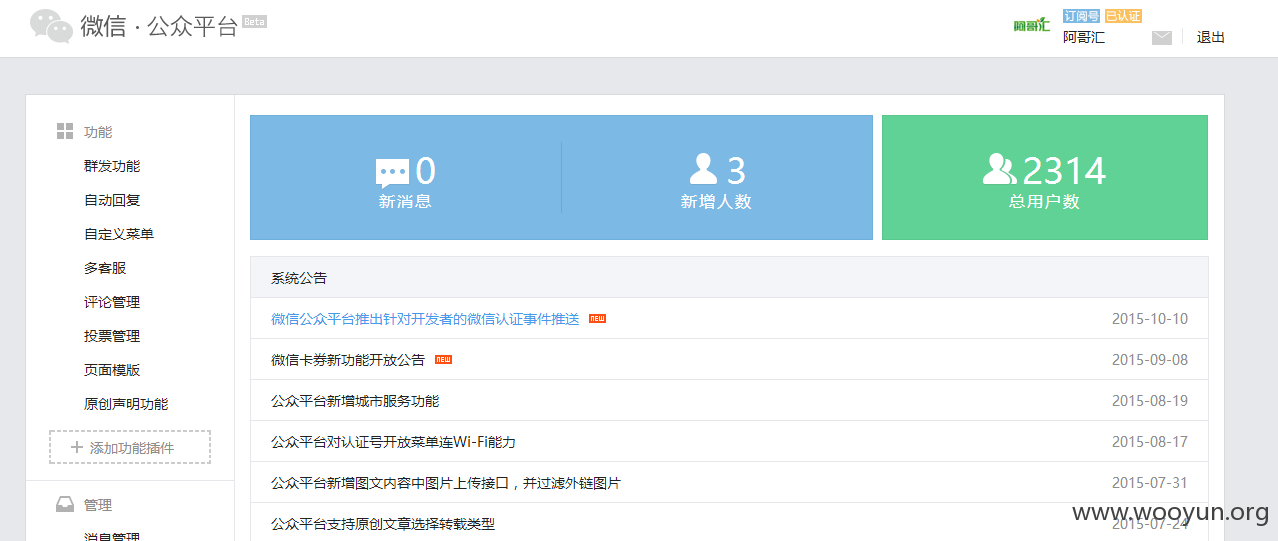 微信 · 公众平台 Beta
阿哥汇 订阅号 已认证
阿哥汇 退出
功能
群发功能
自动回复
自定义菜单
多客服
评论管理
投票管理
页面模版
原创声明功能
+ 添加功能插件
管理
消息管理
0
新消息
3
新增人数
2314
总用户数
系统公告
微信公众平台推出针对开发者的微信认证事件推送 NEW 2015-10-10
微信卡券新功能开放公告 NEW 2015-09-08
公众平台新增城市服务功能 2015-08-19
公众平台对认证号开放菜单连Wi-Fi能力 2015-08-17
公众平台新增图文内容中图片上传接口，并过滤外链图片 2015-07-31
公众平台支持原创文章选择转载类型 2015-07-24
www.wooyun.org